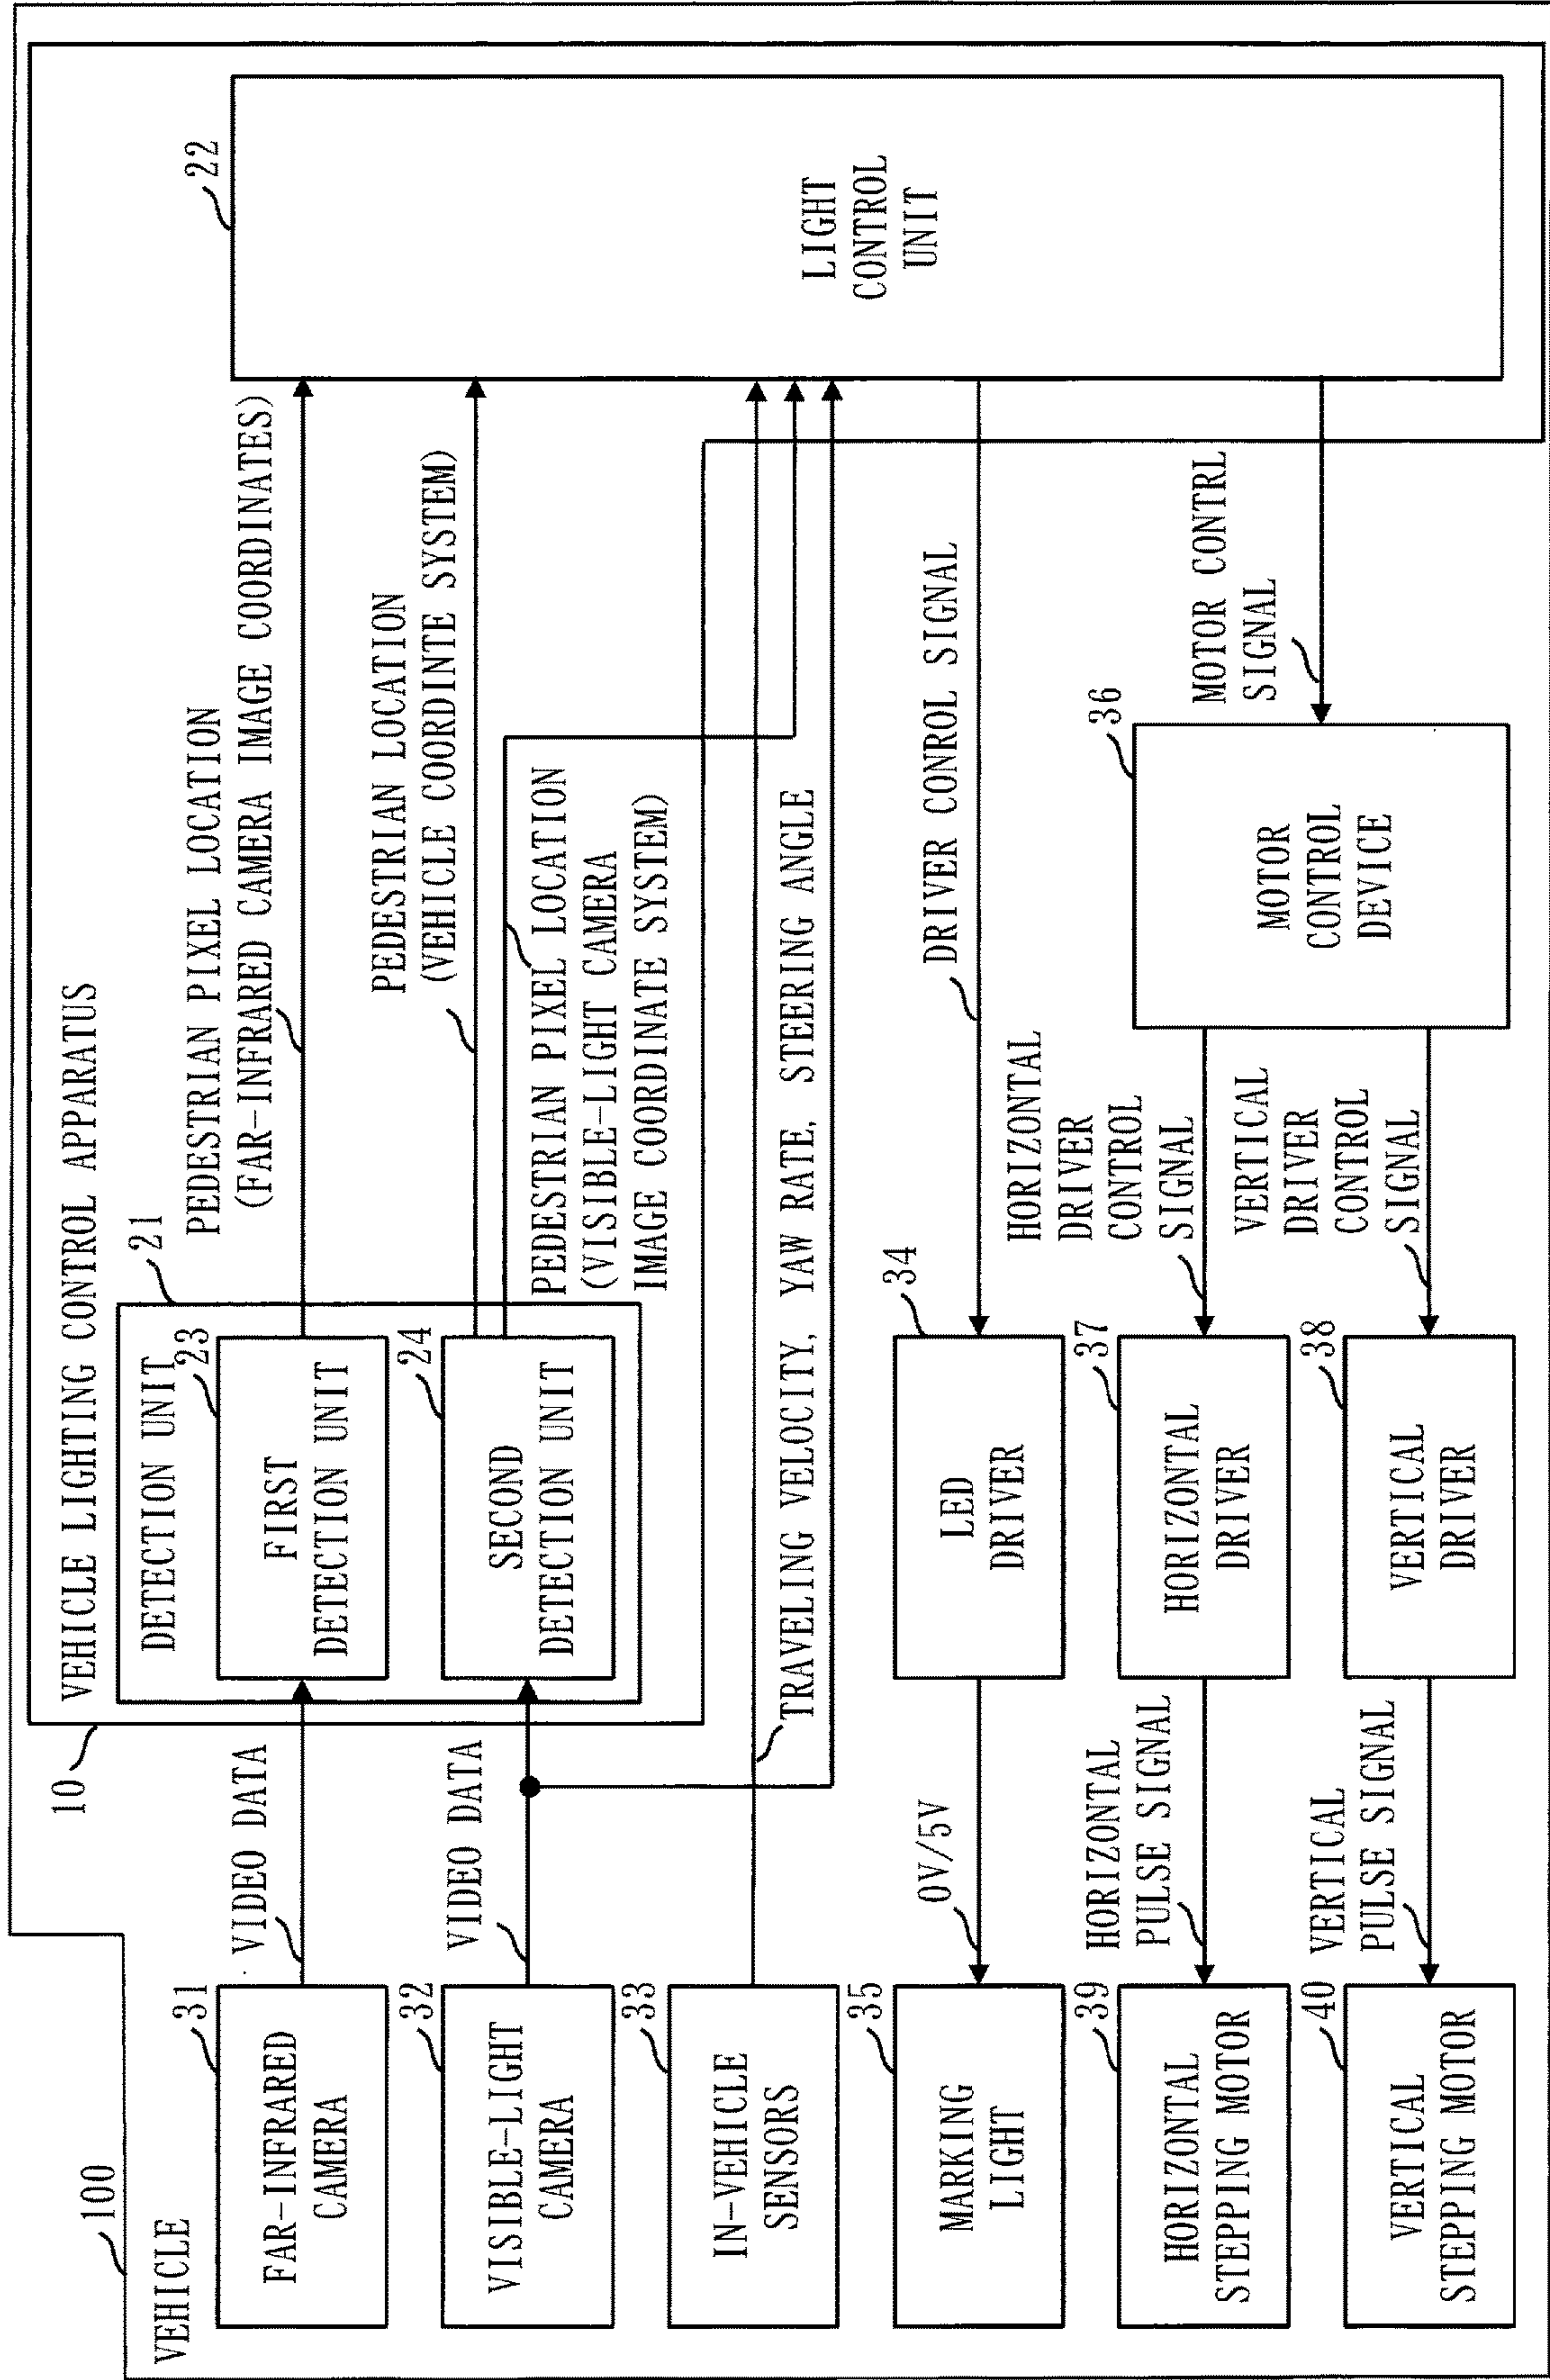 100
VEHICLE
10
VEHICLE LIGHTING CONTROL APPARATUS
21
DETECTION UNIT
31
FAR-INFRARED
CAMERA
VIDEO DATA
23
FIRST
DETECTION UNIT
PEDESTRIAN PIXEL LOCATION
(FAR-INFRARED CAMERA IMAGE COORDINATES)
22
LIGHT
CONTROL
UNIT
32
VISIBLE-LIGHT
CAMERA
VIDEO DATA
24
SECOND
DETECTION UNIT
PEDESTRIAN LOCATION
(VEHICLE COORDINTE SYSTEM)
PEDESTRIAN PIXEL LOCATION
(VISIBLE-LIGHT CAMERA
IMAGE COORDINATE SYSTEM)
33
IN-VEHICLE
SENSORS
TRAVELING VELOCITY, YAW RATE, STEERING ANGLE
35
MARKING
LIGHT
0V/5V
34
LED
DRIVER
DRIVER CONROL SIGNAL
39
HORIZONTAL
STEPPING MOTOR
HORIZONTAL
PULSE SIGNAL
37
HORIZONTAL
DRIVER
HORIZONTAL
DRIVER
CONTROL
SIGNAL
36
MOTOR
CONTROL
DEVICE
MOTOR CONTRL
SIGNAL
40
VERTICAL
STEPPING MOTOR
VERTICAL
PULSE SIGNAL
38
VERTICAL
DRIVER
VERTICAL
DRIVER
CONTROL
SIGNAL